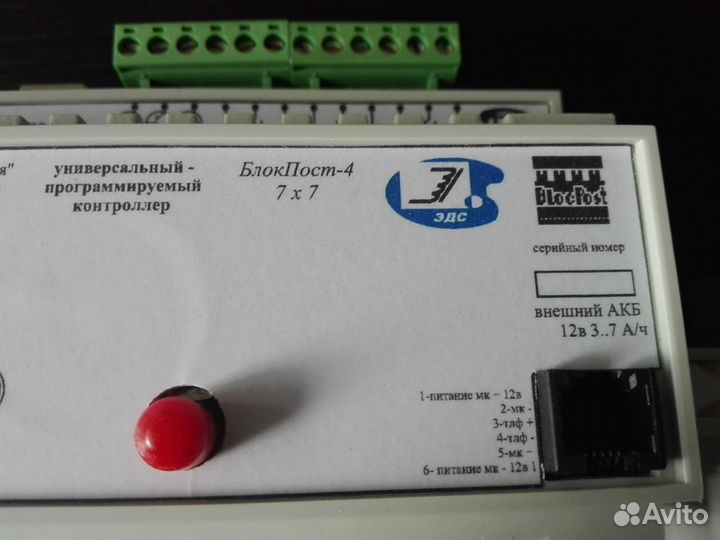 я"
универсальный -
программируемый
контроллер
БлокПост-4
7 x 7
ЭДС
BlocPost
серийный номер
внешний АКБ
12в 3..7 А/ч
1-питание мк - 12в
2-мк -
3-тлф +
4-тлф -
5-мк -
6- питание мк - 12в 1
Avito